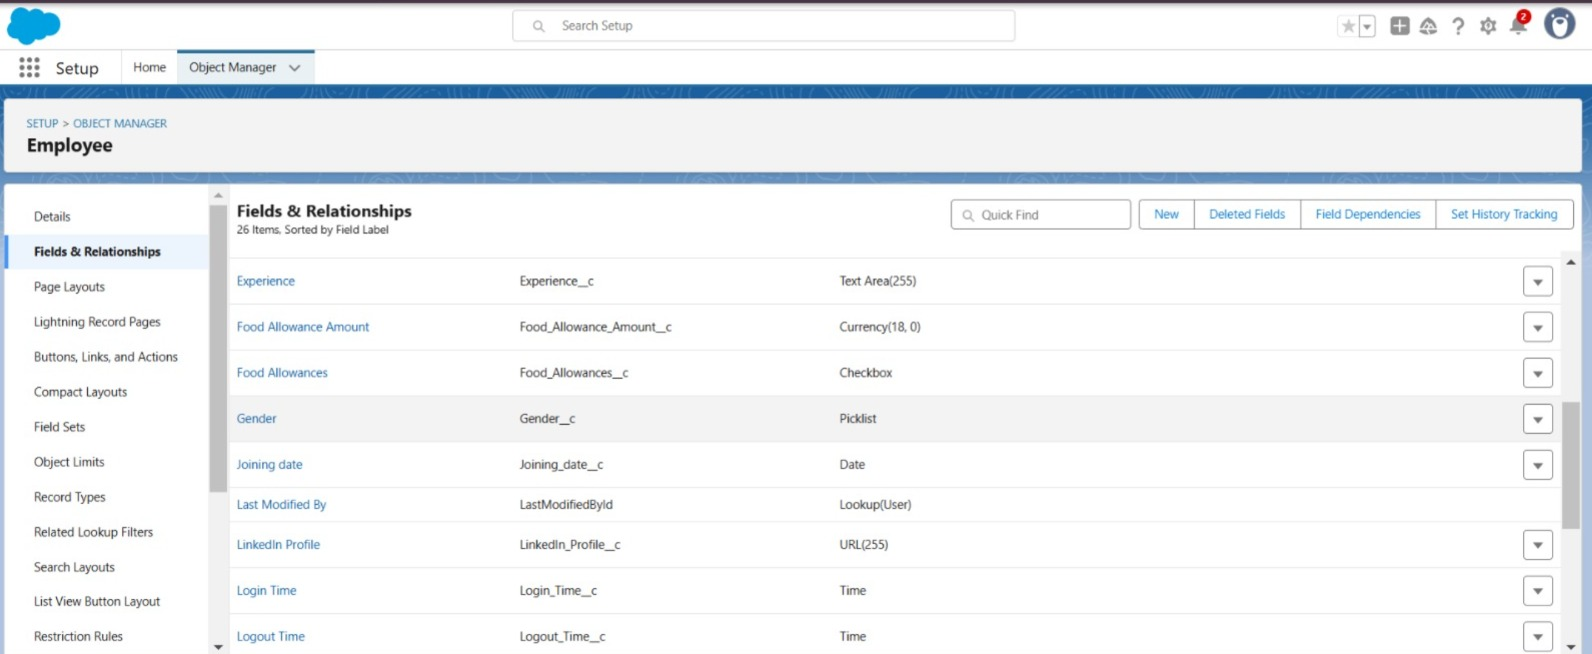 Search Setup
2
Setup
Home
Object Manager
SETUP > OBJECT MANAGER
Employee
Details
Fields & Relationships
Page Layouts
Lightning Record Pages
Buttons, Links, and Actions
Compact Layouts
Field Sets
Object Limits
Record Types
Related Lookup Filters
Search Layouts
List View Button Layout
Restriction Rules
Fields & Relationships
26 Items, Sorted by Field Label
Quick Find
New
Deleted Fields
Field Dependencies
Set History Tracking
Experience Experience__c Text Area(255)
Food Allowance Amount Food_Allowance_Amount__c Currency(18, 0)
Food Allowances Food_Allowances__c Checkbox
Gender Gender__c Picklist
Joining date Joining_date__c Date
Last Modified By LastModifiedById Lookup(User)
LinkedIn Profile LinkedIn_Profile__c URL(255)
Login Time Login_Time__c Time
Logout Time Logout_Time__c Time